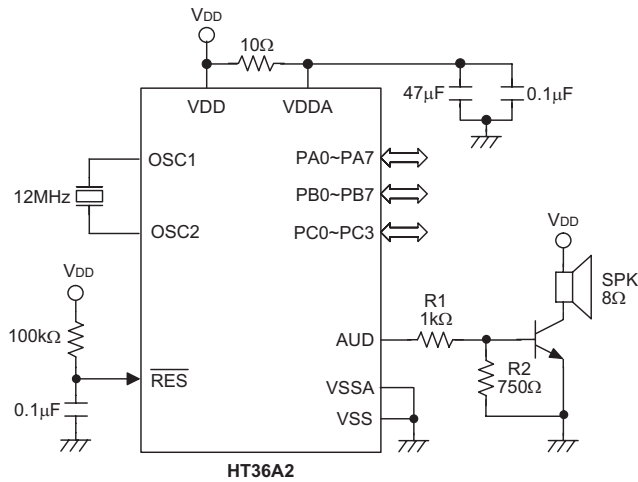 VDD
10Ω
47μF
0.1μF
VDD
VDDA
OSC1
PA0~PA7
12MHz
PB0~PB7
OSC2
PC0~PC3
VDD
VDD
SPK
8Ω
R1
1kΩ
100kΩ
AUD
R2
750Ω
RES
VSSA
0.1μF
VSS
HT36A2